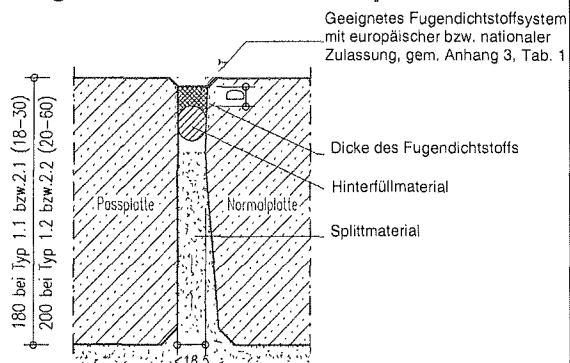 Geeignetes Fugendichtstoffsystem
mit europäischer bzw. nationaler
Zulassung, gem. Anhang 3, Tab. 1
D
Dicke des Fugendichtstoffs
Hinterfüllmaterial
Passplatte
Normalplatte
Splittmaterial
180 bei Typ 1.1 bzw.2.1 (18-30)
200 bei Typ 1.2 bzw.2.2 (20-60)
<18,5